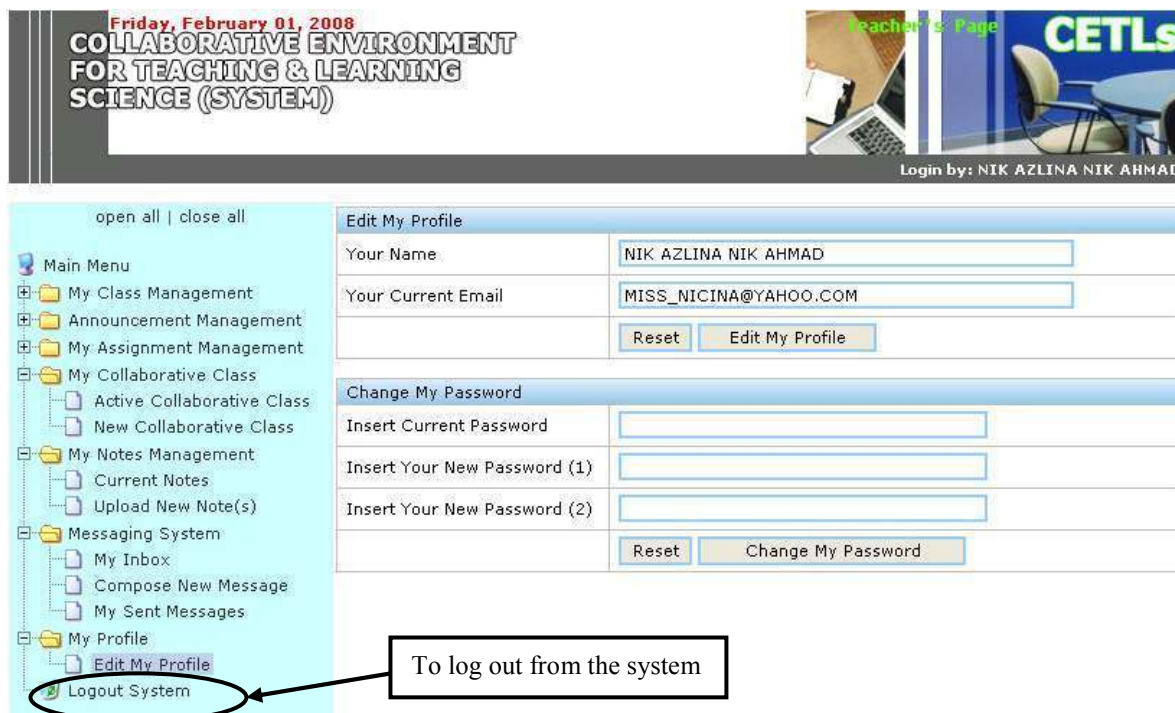 Friday, February 01, 2008
COLLABORATIVE ENVIRONMENT
FOR TEACHING & LEARNING
SCIENCE (SYSTEM)
Teacher's Page
CETLs
Login by: NIK AZLINA NIK AHMAD
open all | close all
Main Menu
My Class Management
Announcement Management
My Assignment Management
My Collaborative Class
Active Collaborative Class
New Collaborative Class
My Notes Management
Current Notes
Upload New Note(s)
Messaging System
My Inbox
Compose New Message
My Sent Messages
My Profile
Edit My Profile
Logout System
Edit My Profile
Your Name NIK AZLINA NIK AHMAD
Your Current Email MISS_NICINA@YAHOO.COM
Reset Edit My Profile
Change My Password
Insert Current Password
Insert Your New Password (1)
Insert Your New Password (2)
Reset Change My Password
To log out from the system